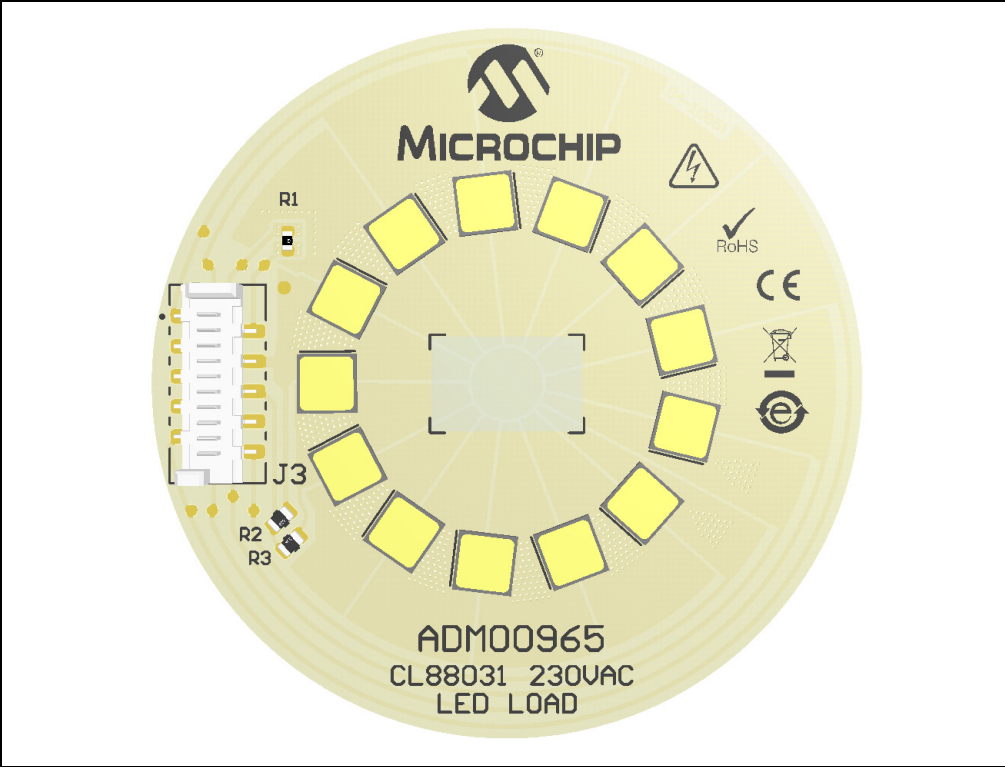 MICROCHIP
R1
RoHS
CE
e
J3
R2
R3
ADM00965
CL88031 230VAC
LED LOAD